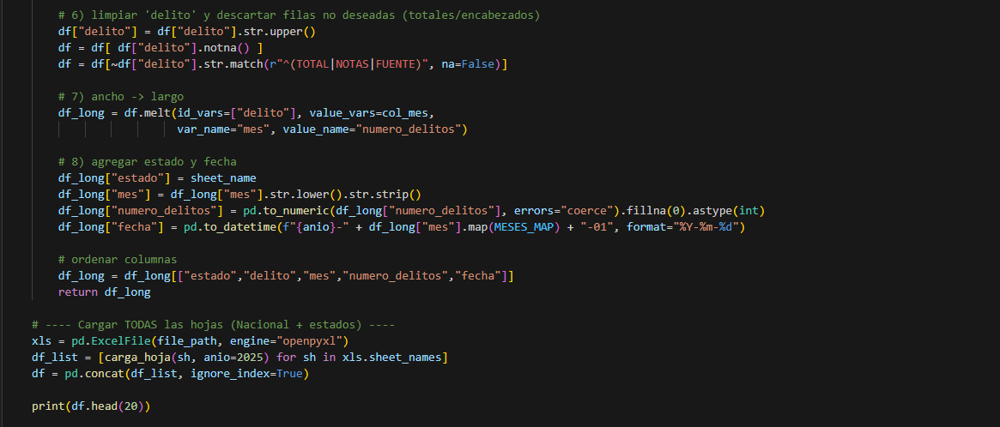 # 6) limpiar 'delito' y descartar filas no deseadas (totales/encabezados)
df["delito"] = df["delito"].str.upper()
df = df[ df["delito"].notna() ]
df = df[~df["delito"].str.match(r"^(TOTAL|NOTAS|FUENTE)", na=False)]
# 7) ancho -> largo
df_long = df.melt(id_vars=["delito"], value_vars=col_mes,
var_name="mes", value_name="numero_delitos")
# 8) agregar estado y fecha
df_long["estado"] = sheet_name
df_long["mes"] = df_long["mes"].str.lower().str.strip()
df_long["numero_delitos"] = pd.to_numeric(df_long["numero_delitos"], errors="coerce").fillna(0).astype(int)
df_long["fecha"] = pd.to_datetime(f"{anio}-" + df_long["mes"].map(MESES_MAP) + "-01", format="%Y-%m-%d")
# ordenar columnas
df_long = df_long[["estado","delito","mes","numero_delitos","fecha"]]
return df_long
# ---- Cargar TODAS las hojas (Nacional + estados) ----
xls = pd.ExcelFile(file_path, engine="openpyxl")
df_list = [carga_hoja(sh, anio=2025) for sh in xls.sheet_names]
df = pd.concat(df_list, ignore_index=True)
print(df.head(20))